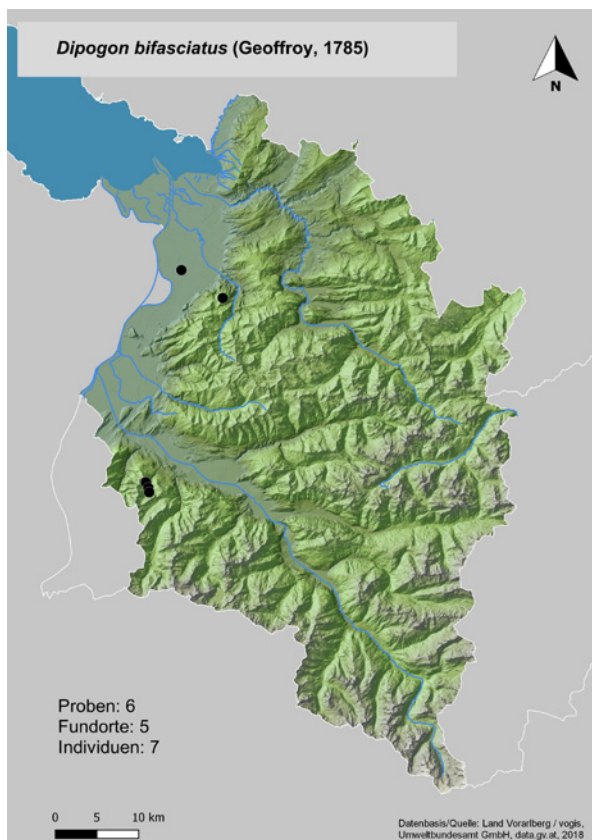 Dipogon bifasciatus (Geoffroy, 1785)
N
Proben: 6
Fundorte: 5
Individuen: 7
0 5 10 km
Datenbasis/Quelle: Land Vorarlberg / vogis,
Umweltbundesamt GmbH, data.gv.at, 2018